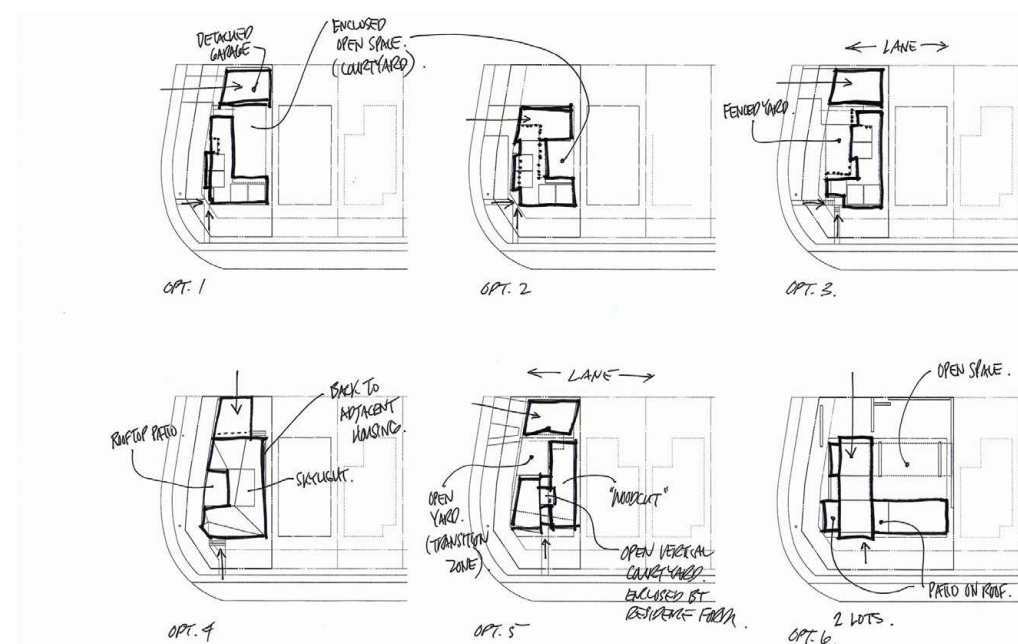 DETACHED
GARAGE
ENCLOSED
OPEN SPACE.
(COURTYARD).
← LANE →
FENCED YARD.
OPT. 1
OPT. 2
OPT. 3.
ROOFTOP PATIO.
BACK TO
ADJACENT
HOUSING.
SKYLIGHT.
OPT. 4
← LANE →
OPEN
YARD.
(TRANSITION
ZONE).
"WOODCUT"
OPEN VERTICAL
COURTYARD.
ENCLOSED BY
RESIDENCE FORM.
OPT. 5
OPEN SPACE.
PATIO ON ROOF.
2 LOTS.
OPT. 6.